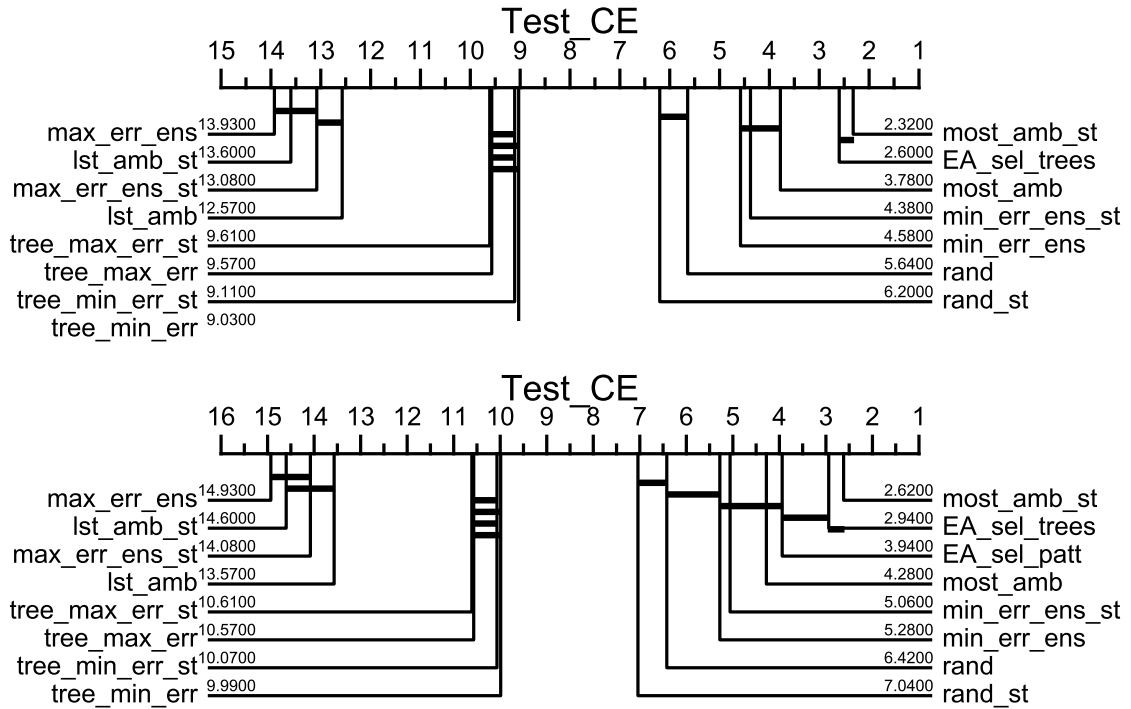 Test_CE
15 14 13 12 11 10 9 8 7 6 5 4 3 2 1
max_err_ens 13.9300 2.3200 most_amb_st
lst_amb_st 13.6000 2.6000 EA_sel_trees
max_err_ens_st 13.0800 3.7800 most_amb
lst_amb 12.5700 4.3800 min_err_ens_st
tree_max_err_st 9.6100 4.5800 min_err_ens
tree_max_err 9.5700 5.6400 rand
tree_min_err_st 9.1100 6.2000 rand_st
tree_min_err 9.0300
Test_CE
16 15 14 13 12 11 10 9 8 7 6 5 4 3 2 1
max_err_ens 14.9300 2.6200 most_amb_st
lst_amb_st 14.6000 2.9400 EA_sel_trees
max_err_ens_st 14.0800 3.9400 EA_sel_patt
lst_amb 13.5700 4.2800 most_amb
tree_max_err_st 10.6100 5.0600 min_err_ens_st
tree_max_err 10.5700 5.2800 min_err_ens
tree_min_err_st 10.0700 6.4200 rand
tree_min_err 9.9900 7.0400 rand_st